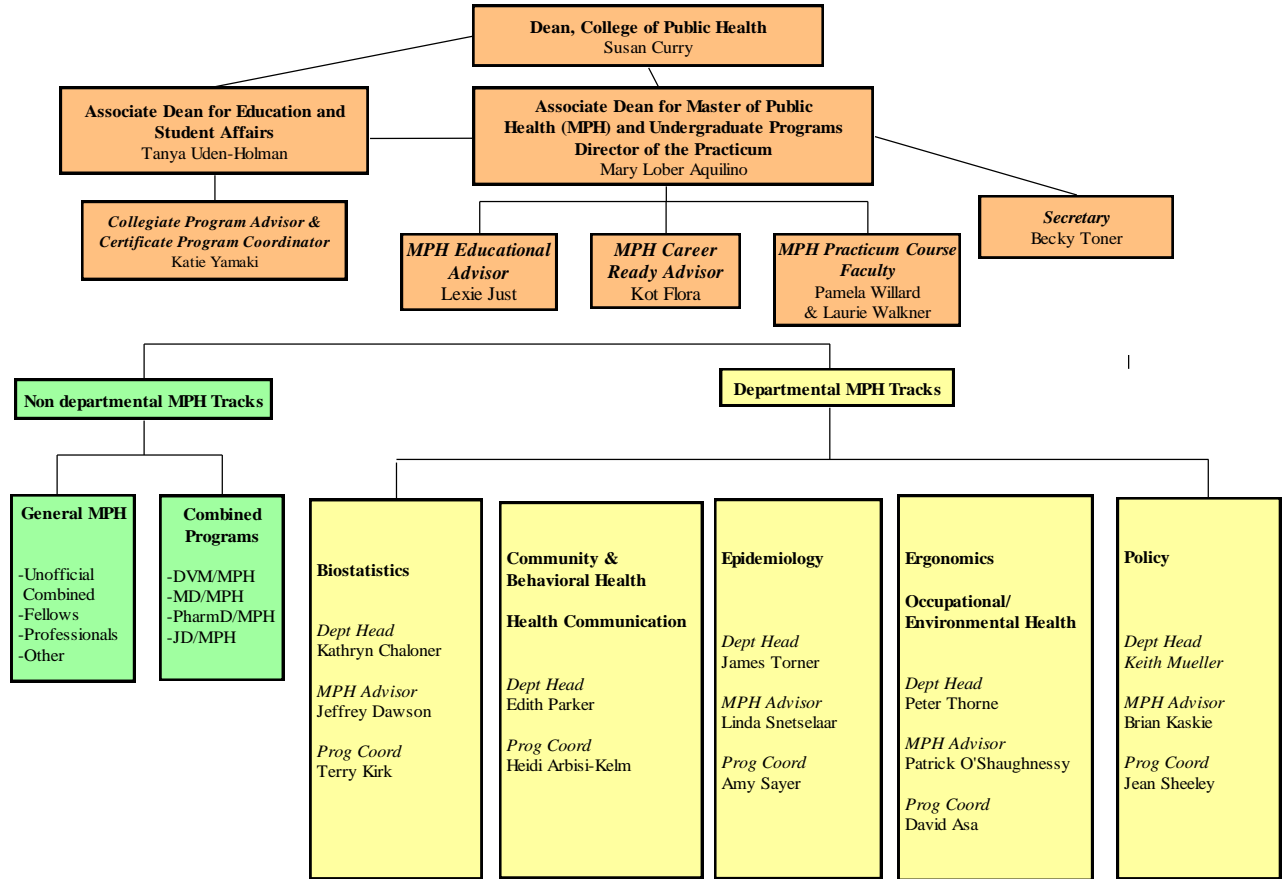 Dean, College of Public Health
Susan Curry
Associate Dean for Education and
Student Affairs
Tanya Uden-Holman
Associate Dean for Master of Public
Health (MPH) and Undergraduate Programs
Director of the Practicum
Mary Lober Aquilino
Collegiate Program Advisor &
Certificate Program Coordinator
Katie Yamaki
MPH Educational
Advisor
Lexie Just
MPH Career
Ready Advisor
Kot Flora
MPH Practicum Course
Faculty
Pamela Willard
& Laurie Walkner
Secretary
Becky Toner
Non departmental MPH Tracks
Departmental MPH Tracks
General MPH
-Unofficial
Combined
-Fellows
-Professionals
-Other
Combined
Programs
-DVM/MPH
-MD/MPH
-PharmD/MPH
-JD/MPH
Biostatistics
Dept Head
Kathryn Chaloner
MPH Advisor
Jeffrey Dawson
Prog Coord
Terry Kirk
Community &
Behavioral Health
Health Communication
Dept Head
Edith Parker
Prog Coord
Heidi Arbisi-Kelm
Epidemiology
Dept Head
James Torner
MPH Advisor
Linda Snetselaar
Prog Coord
Amy Sayer
Ergonomics
Occupational/
Environmental Health
Dept Head
Peter Thorne
MPH Advisor
Patrick O'Shaughnessy
Prog Coord
David Asa
Policy
Dept Head
Keith Mueller
MPH Advisor
Brian Kaskie
Prog Coord
Jean Sheeley